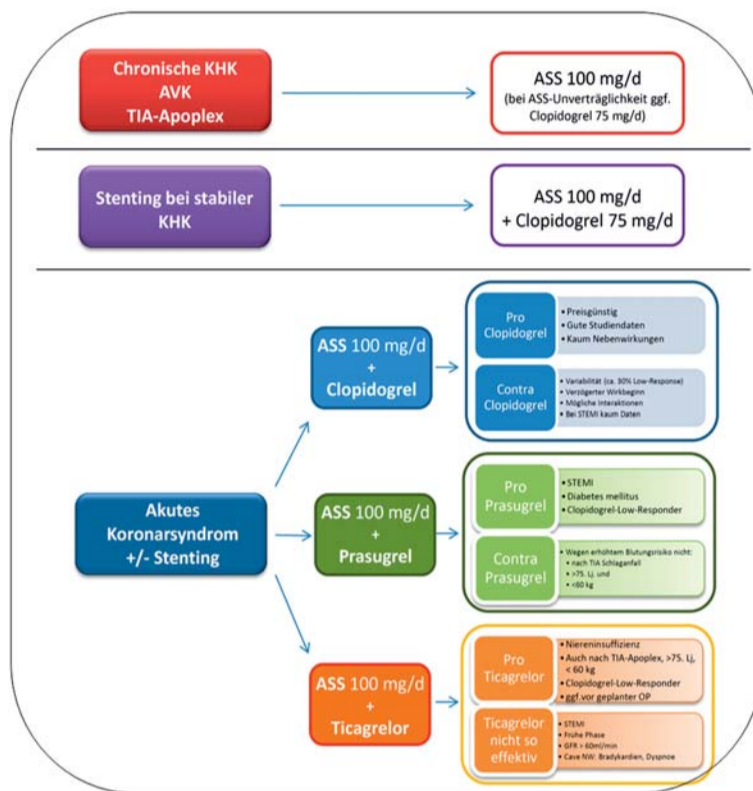 Chronische KHK
AVK
TIA-Apoplex
ASS 100 mg/d
(bei ASS-Unverträglichkeit ggf.
Clopidogrel 75 mg/d)
Stenting bei stabiler
KHK
ASS 100 mg/d
+ Clopidogrel 75 mg/d
Akutes
Koronarsyndrom
+/- Stenting
ASS 100 mg/d
+
Clopidogrel
Pro
Clopidogrel
• Preisgünstig
• Gute Studiendaten
• Kaum Nebenwirkungen
Contra
Clopidogrel
• Variabilität (ca. 30% Low-Response)
• Verzögerter Wirkbeginn
• Mögliche Interaktionen
• Bei STEMI kaum Daten
ASS 100 mg/d
+
Prasugrel
Pro
Prasugrel
• STEMI
• Diabetes mellitus
• Clopidogrel-Low-Responder
Contra
Prasugrel
• Wegen erhöhtem Blutungsrisiko nicht:
• nach TIA Schlaganfall
• >75. Lj. und
• <60 kg
ASS 100 mg/d
+
Ticagrelor
Pro
Ticagrelor
• Niereninsuffizienz
• Auch nach TIA-Apoplex, >75. Lj,
< 60 kg
• Clopidogrel-Low-Responder
• ggf.vor geplanter OP
Ticagrelor
nicht so
effektiv
• STEMI
• Frühe Phase
• GFR > 60ml/min
• Cave NW: Bradykardien, Dyspnoe